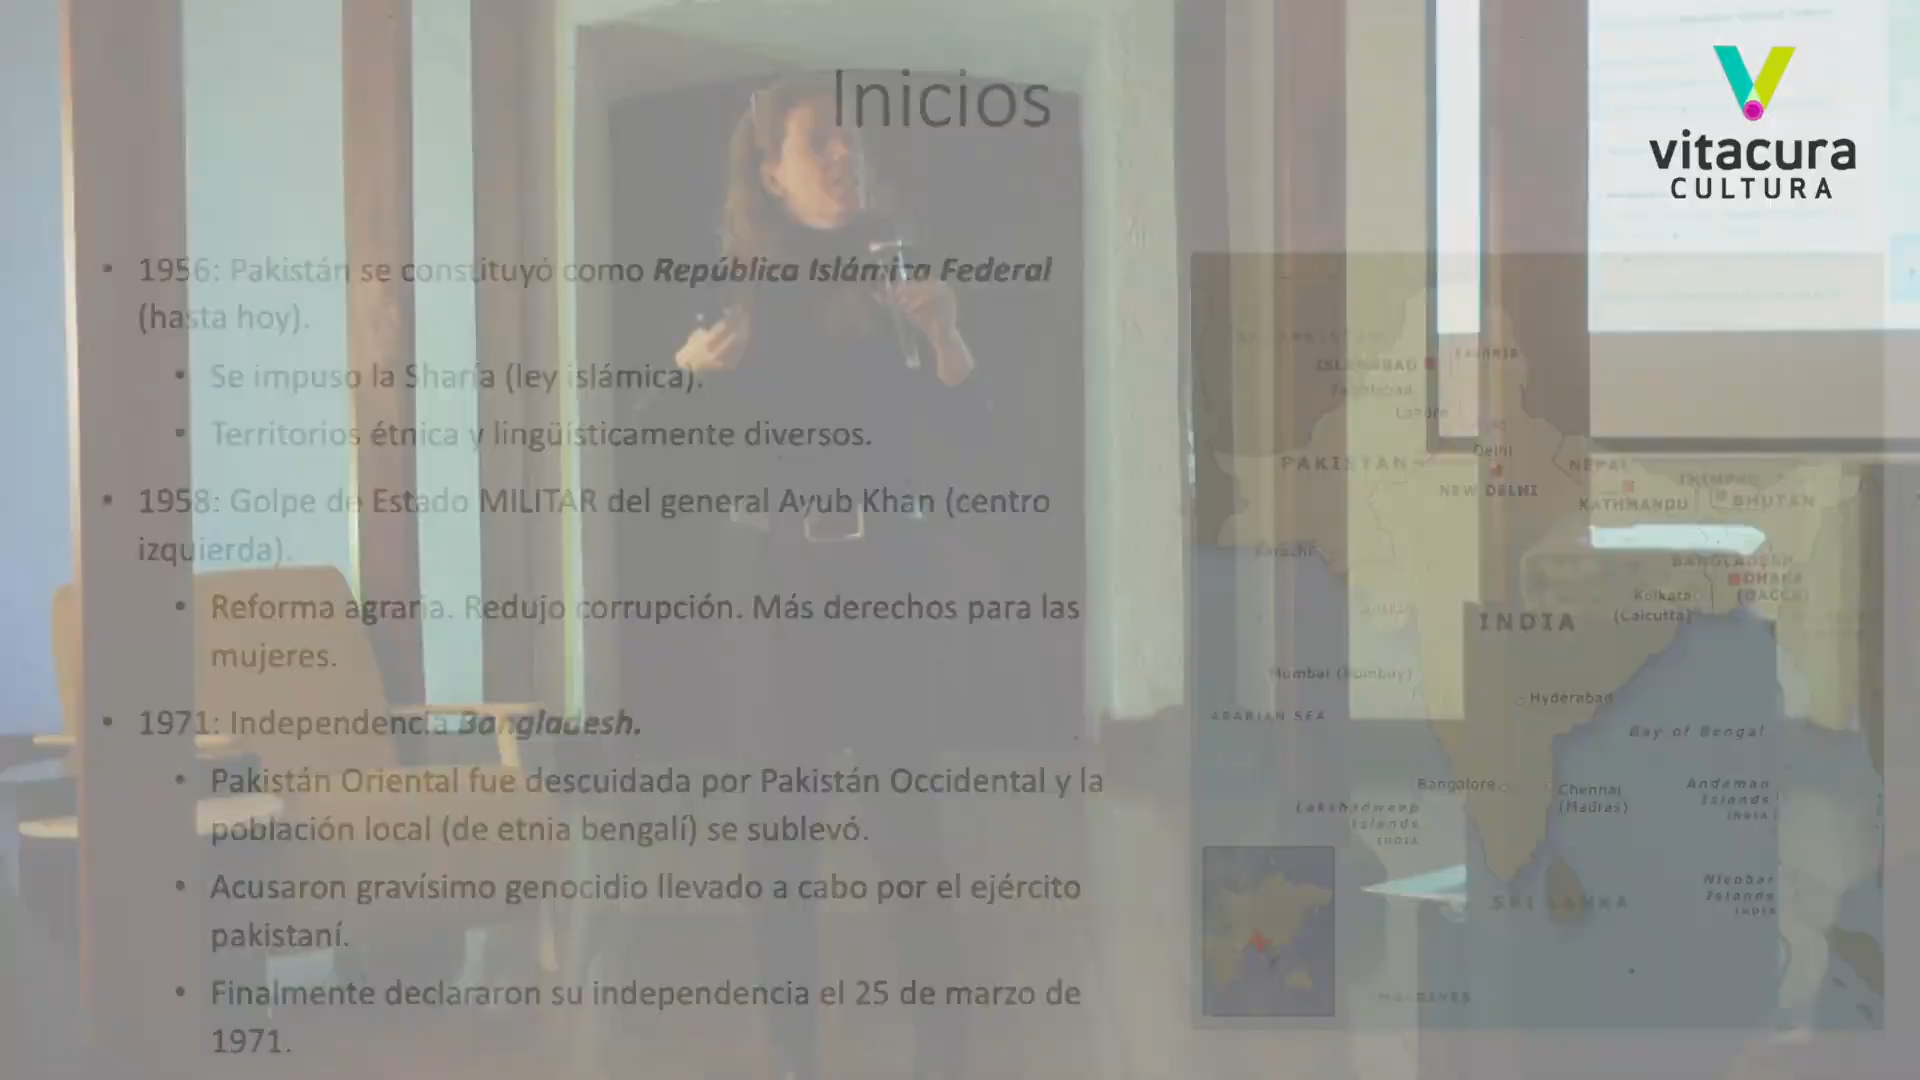 Inicios
vitacura
CULTURA
• 1956: Pakistán se constituyó como República Islámica Federal
(hasta hoy).
• Se impuso la Sharía (ley islámica).
• Territorios étnica y lingüísticamente diversos.
• 1958: Golpe de Estado MILITAR del general Ayub Khan (centro
izquierda).
• Reforma agraria. Redujo corrupción. Más derechos para las
mujeres.
• 1971: Independencia Bangladesh.
• Pakistán Oriental fue descuidada por Pakistán Occidental y la
población local (de etnia bengalí) se sublevó.
• Acusaron gravísimo genocidio llevado a cabo por el ejército
pakistaní.
• Finalmente declararon su independencia el 25 de marzo de
1971.
ISLAMABAD
Lahore
Delhi
PAKISTAN
NEPAL
NEW DELHI
KATHMANDU
BHUTAN
Karachi
BANGLADESH
DHAKA
(DACCA)
Kolkata
(Calcutta)
INDIA
Mumbai (Bombay)
Hyderabad
ARABIAN SEA
Bay of Bengal
Bangalore
Chennai
(Madras)
Andaman
Islands
INDIA
Lakshadweep
Islands
INDIA
Nicobar
Islands
INDIA
SRI LANKA
MALDIVES